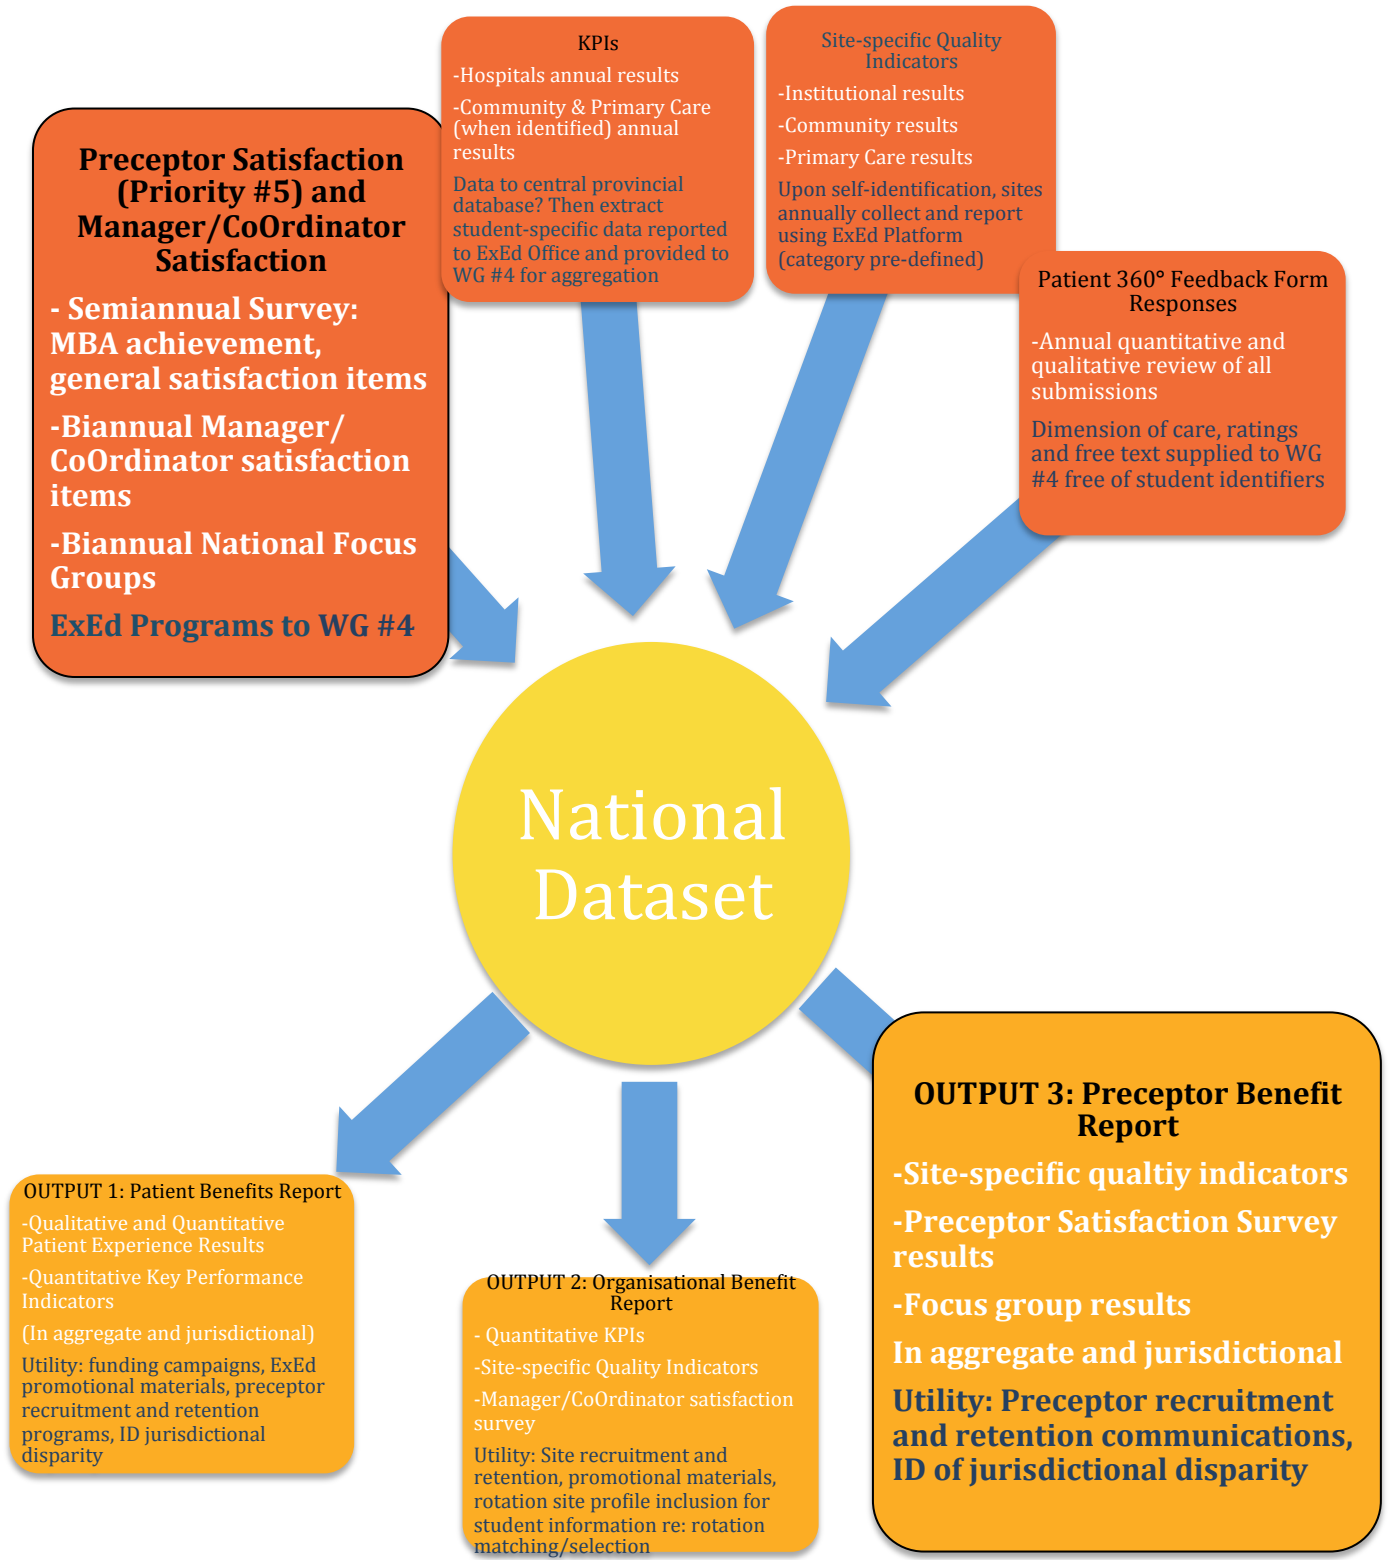 KPIs
-Hospitals annual results
-Community & Primary Care
(when identified) annual
results
Data to central provincial
database? Then extract
student-specific data reported
to ExEd Office and provided to
WG #4 for aggregation
Site-specific Quality
Indicators
-Institutional results
-Community results
-Primary Care results
Upon self-identification, sites
annually collect and report
using ExEd Platform
(category pre-defined)
Preceptor Satisfaction
(Priority #5) and
Manager/CoOrdinator
Satisfaction
- Semiannual Survey:
MBA achievement,
general satisfaction items
-Biannual Manager/
CoOrdinator satisfaction
items
-Biannual National Focus
Groups
ExEd Programs to WG #4
Patient 360° Feedback Form
Responses
-Annual quantitative and
qualitative review of all
submissions
Dimension of care, ratings
and free text supplied to WG
#4 free of student identifiers
National
Dataset
OUTPUT 1: Patient Benefits Report
-Qualitative and Quantitative
Patient Experience Results
-Quantitative Key Performance
Indicators
(In aggregate and jurisdictional)
Utility: funding campaigns, ExEd
promotional materials, preceptor
recruitment and retention
programs, ID jurisdictional
disparity
OUTPUT 2: Organisational Benefit
Report
- Quantitative KPIs
-Site-specific Quality Indicators
-Manager/CoOrdinator satisfaction
survey
Utility: Site recruitment and
retention, promotional materials,
rotation site profile inclusion for
student information re: rotation
matching/selection
OUTPUT 3: Preceptor Benefit
Report
-Site-specific qualtiy indicators
-Preceptor Satisfaction Survey
results
-Focus group results
In aggregate and jurisdictional
Utility: Preceptor recruitment
and retention communications,
ID of jurisdictional disparity